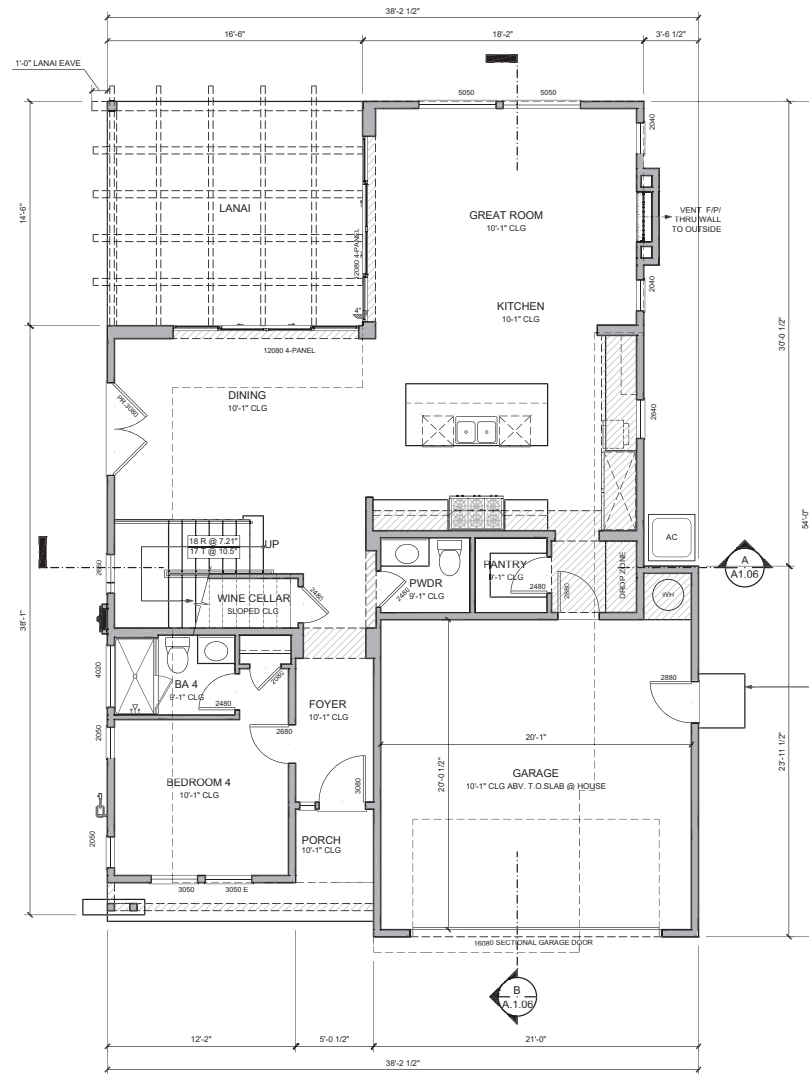 38'-2 1/2"
16'-6"
18'-2"
3'-6 1/2"
1'-0" LANAI EAVE
5050
5050
2040
14'-6"
LANAI
GREAT ROOM
10'-1" CLG
VENT F/P/
THRU WALL
TO OUTSIDE
12080 4-PANEL
4"
2040
KITCHEN
10-1" CLG
30'-0 1/2"
12080 4-PANEL
DINING
10'-1" CLG
PR.3080
2640
54'-0"
UP
18 R @ 7.21"
17 T @ 10.5"
AC
A
A1.06
PANTRY
9'-1" CLG
2480
2880
DROP ZONE
PWDR
9'-1" CLG
2480
WINE CELLAR
SLOPED CLG
2480
WH
38'-1"
4020
BA 4
9'-1" CLG
2480
2080
FOYER
10'-1" CLG
2680
2880
2050
20'-1"
20'-0 1/2"
23'-11 1/2"
BEDROOM 4
10'-1" CLG
3080
GARAGE
10'-1" CLG ABV. T.O.SLAB @ HOUSE
2050
PORCH
10'-1" CLG
3050
3050 E
16080 SECTIONAL GARAGE DOOR
B
A.1.06
12'-2"
5'-0 1/2"
21'-0"
38'-2 1/2"